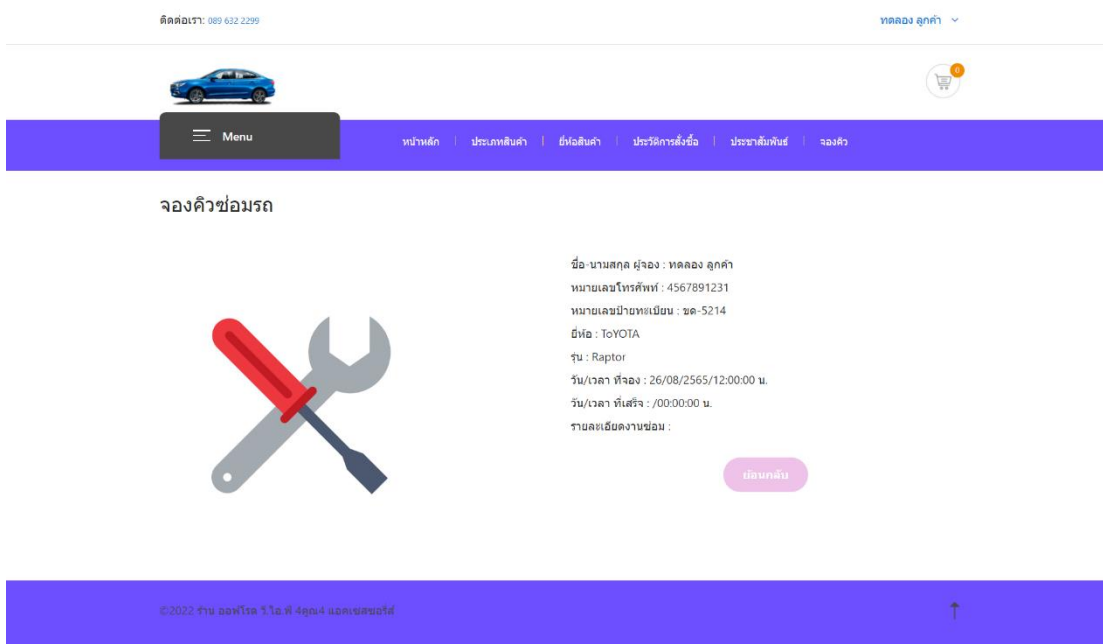 ติดต่อเรา: 089 632 2299
ทดลอง ลูกค้า
0
Menu
หน้าหลัก
ประเภทสินค้า
ยี่ห้อสินค้า
ประวัติการสั่งซื้อ
ประชาสัมพันธ์
จองคิว
จองคิวซ่อมรถ
ชื่อ-นามสกุล ผู้จอง : ทดลอง ลูกค้า
หมายเลขโทรศัพท์ : 4567891231
หมายเลขป้ายทะเบียน : ขด-5214
ยี่ห้อ : ToYOTA
รุ่น : Raptor
วัน/เวลา ที่จอง : 26/08/2565/12:00:00 น.
วัน/เวลา ที่เสร็จ : /00:00:00 น.
รายละเอียดงานซ่อม :
ย้อนกลับ
©2022 ร้าน ออฟโรด วี.ไอ.พี 4คูณ4 แอคเซสซอรี่ส์